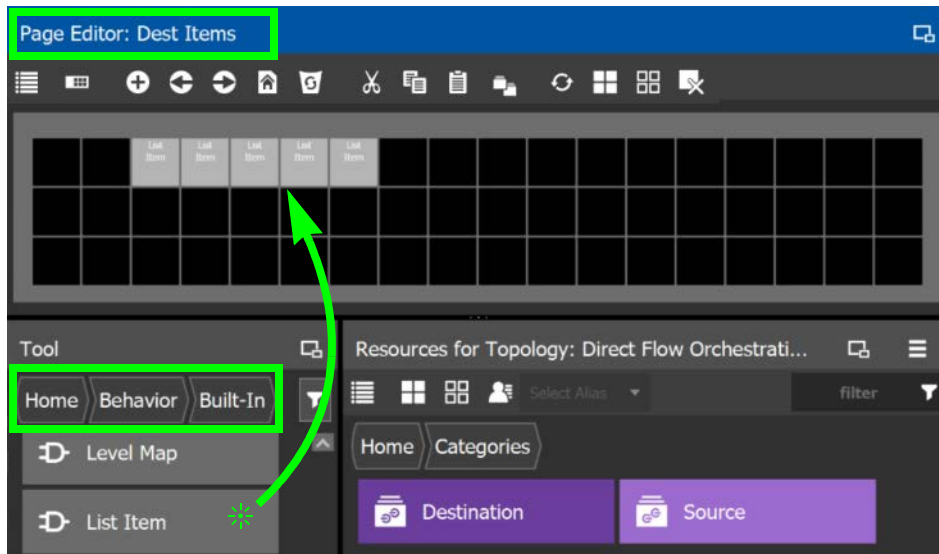 Page Editor: Dest Items
List Item List Item List Item List Item List Item
Tool
Home Behavior Built-In
Level Map
List Item
Resources for Topology: Direct Flow Orchestrati...
Select Alias filter
Home Categories
Destination Source